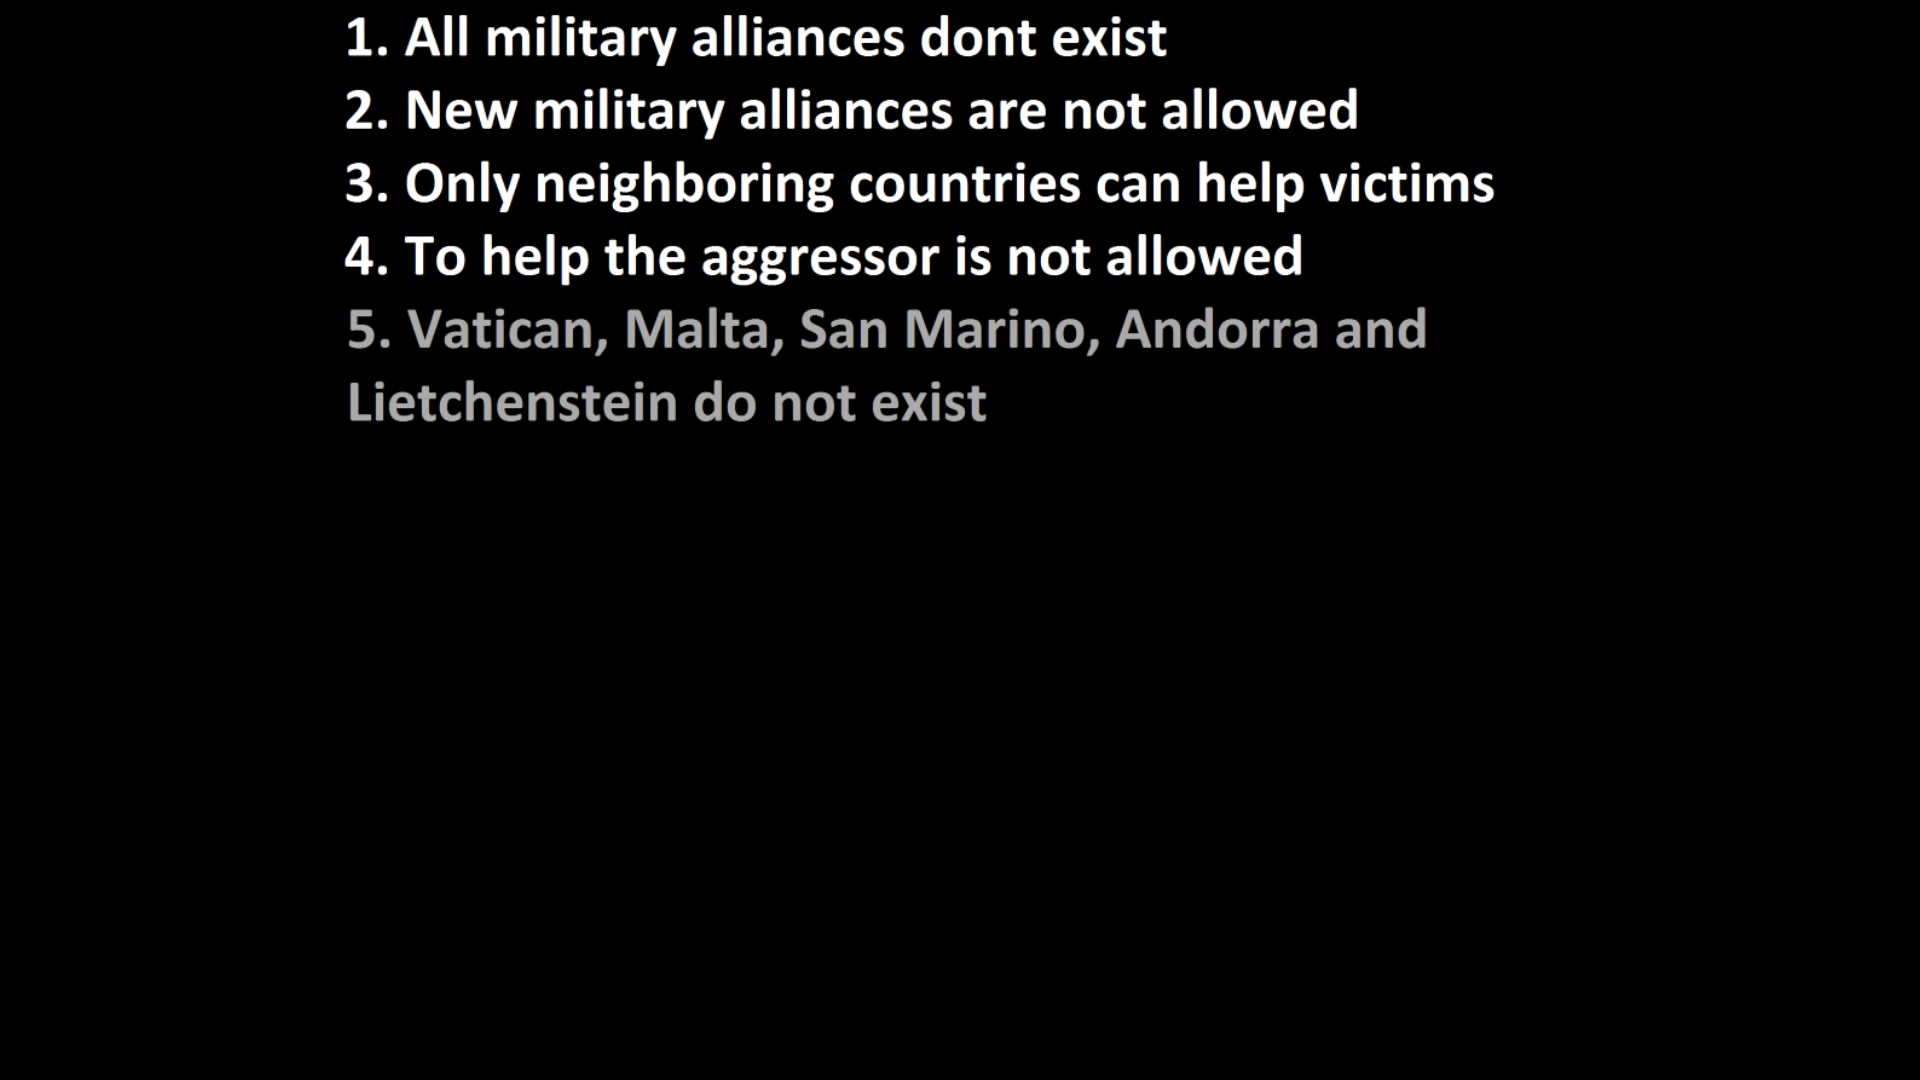 1. All military alliances dont exist
2. New military alliances are not allowed
3. Only neighboring countries can help victims
4. To help the aggressor is not allowed
5. Vatican, Malta, San Marino, Andorra and
Lietchenstein do not exist